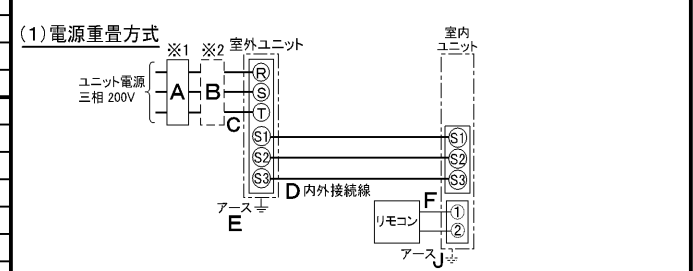 (1)電源重畳方式
※1 ※2 室外ユニット
室内
ユニット
ユニット電源
三相 200V
A B
R
S
T
C
S1
S2
S3
S1
S2
S3
D 内外接続線
アース
E
リモコン
F
1
2
アース J